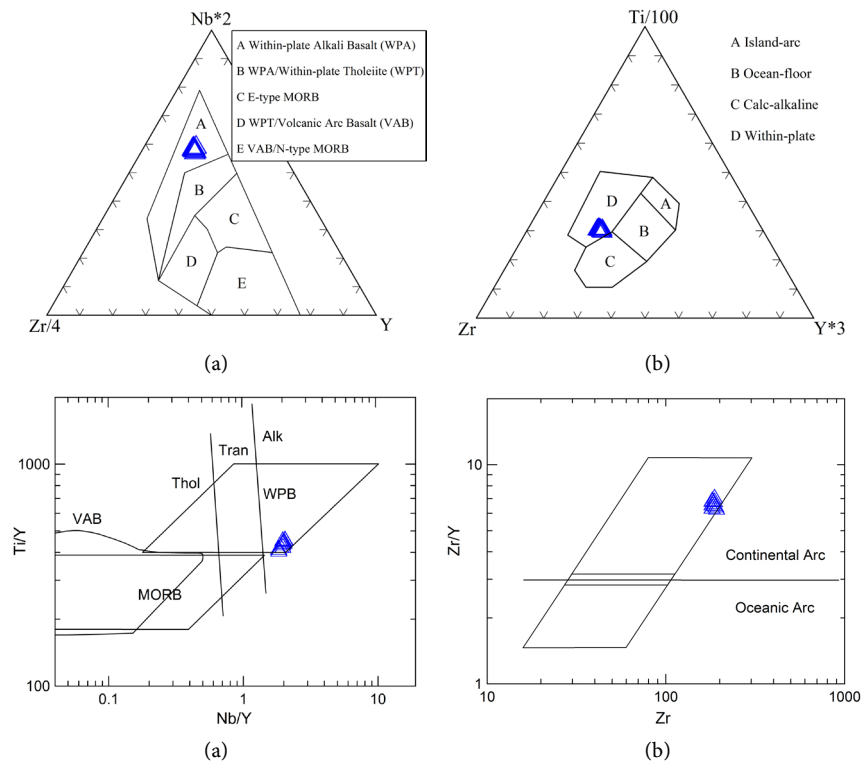 Nb*2
A Within-plate Alkali Basalt (WPA)
B WPA/Within-plate Tholeiite (WPT)
C E-type MORB
D WPT/Volcanic Arc Basalt (VAB)
E VAB/N-type MORB
A
B
C
D
E
Zr/4
Y
(a)
Ti/100
A Island-arc
B Ocean-floor
C Calc-alkaline
D Within-plate
D
A
B
C
Zr
Y*3
(b)
1000
100
Ti/Y
Alk
Tran
Thol
WPB
VAB
MORB
0.1
1
10
Nb/Y
(a)
10
1
Zr/Y
Continental Arc
Oceanic Arc
10
100
1000
Zr
(b)